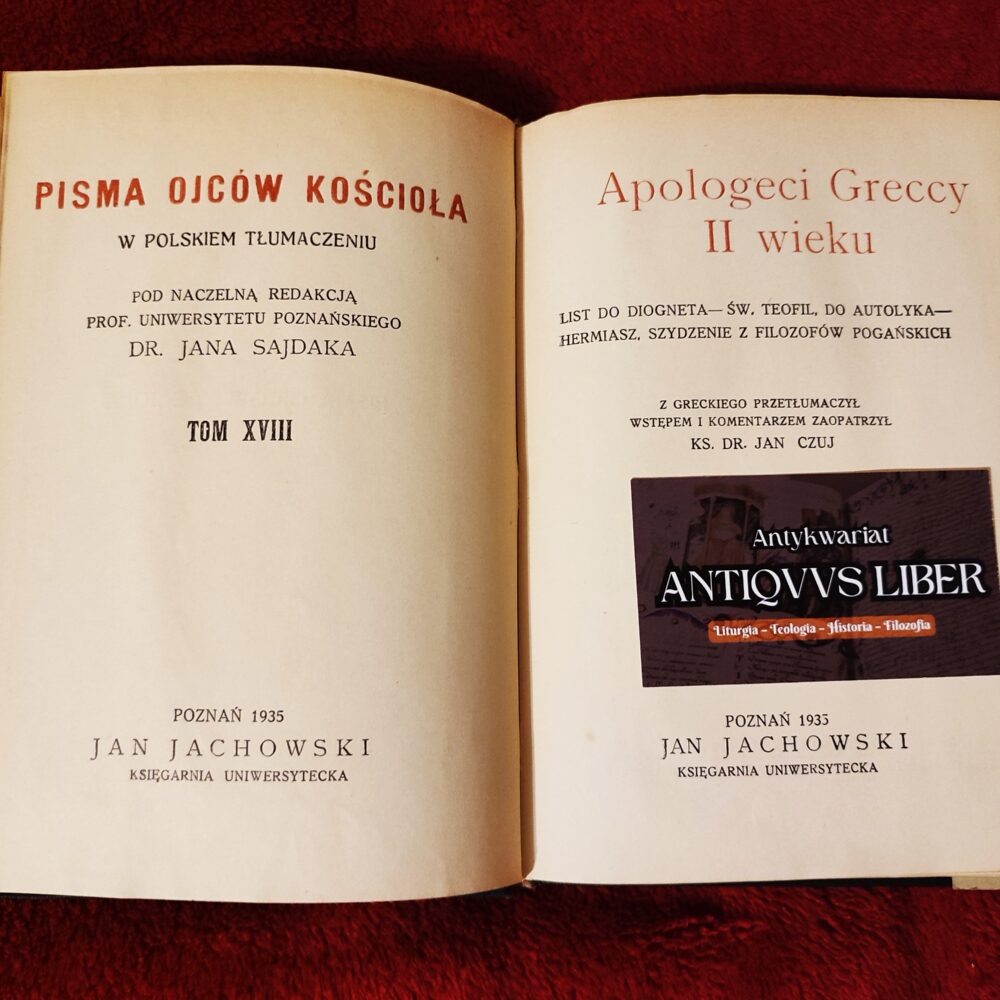 PISMA OJCÓW KOŚCIOŁA
W POLSKIEM TŁUMACZENIU
POD NACZELNĄ REDAKCJĄ
PROF. UNIWERSYTETU POZNAŃSKIEGO
DR. JANA SAJDAKA
TOM XVIII
POZNAŃ 1935
JAN JACHOWSKI
KSIĘGARNIA UNIWERSYTECKA
Apologeci Greccy
II wieku
LIST DO DIOGNETA — ŚW. TEOFIL, DO AUTOLYKA —
HERMIASZ, SZYDZENIE Z FILOZOFÓW POGAŃSKICH
Z GRECKIEGO PRZETŁUMACZYŁ
WSTĘPEM I KOMENTARZEM ZAOPATRZYŁ
KS. DR. JAN CZUJ
Antykwariat
ANTIQVVS LIBER
Liturgia - Teologia - Historia - Filozofia
POZNAŃ 1935
JAN JACHOWSKI
KSIĘGARNIA UNIWERSYTECKA